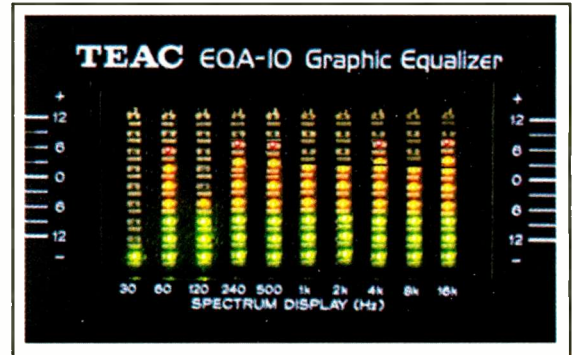 TEAC EQA-10 Graphic Equalizer
+ +
12 12
6 6
0 0
6 6
12 12
- -
30 60 120 240 500 1k 2k 4k 8k 16k
SPECTRUM DISPLAY (Hz)